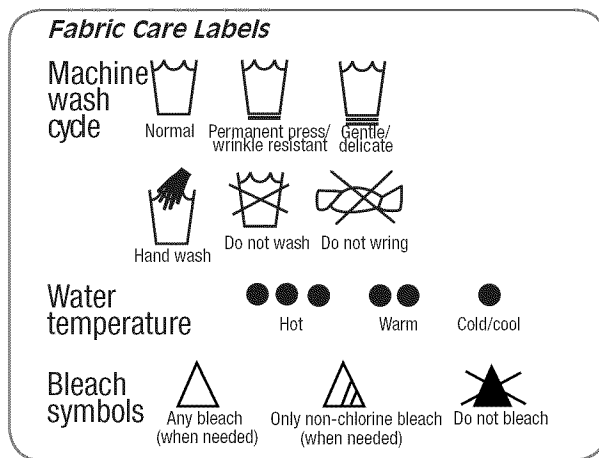 Fabric Care Labels
Machine
wash
cycle
Normal
Permanent press/
wrinkle resistant
Gentle/
delicate
Hand wash
Do not wash
Do not wring
Water
temperature
Hot
Warm
Cold/cool
Bleach
symbols
Any bleach
(when needed)
Only non-chlorine bleach
(when needed)
Do not bleach